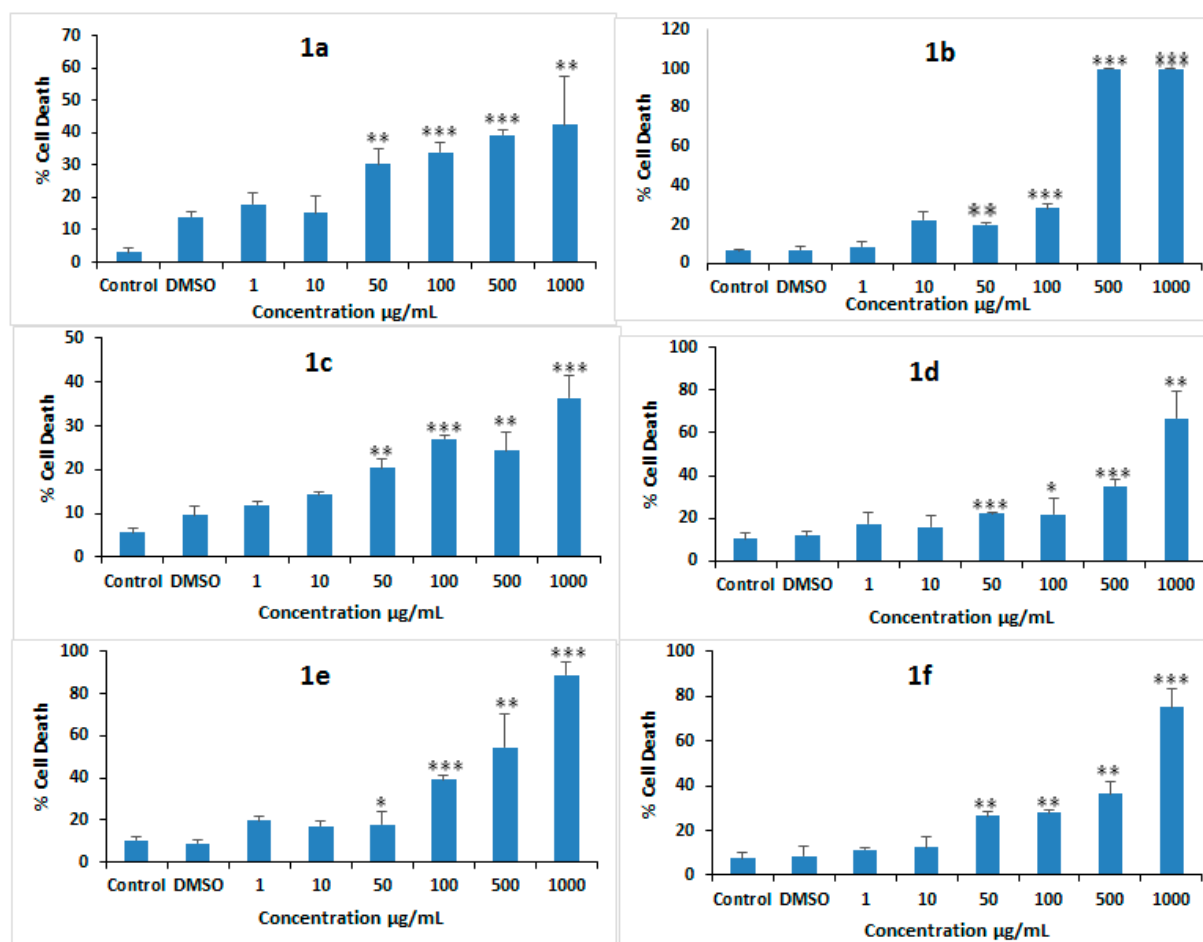 1a
% Cell Death
70
60
50
40
30
20
10
0
** *** *** **
Control DMSO 1 10 50 100 500 1000
Concentration µg/mL
1b
% Cell Death
120
100
80
60
40
20
0
** *** *** ***
Control DMSO 1 10 50 100 500 1000
Concentration µg/mL
1c
% Cell Death
50
40
30
20
10
0
** *** ** ***
Control DMSO 1 10 50 100 500 1000
Concentration µg/mL
1d
% Cell Death
100
80
60
40
20
0
*** * *** **
Control DMSO 1 10 50 100 500 1000
Concentration µg/mL
1e
% Cell Death
100
80
60
40
20
0
* *** ** ***
Control DMSO 1 10 50 100 500 1000
Concentration µg/mL
1f
% Cell Death
100
80
60
40
20
0
** ** ** ***
Control DMSO 1 10 50 100 500 1000
Concentration µg/mL